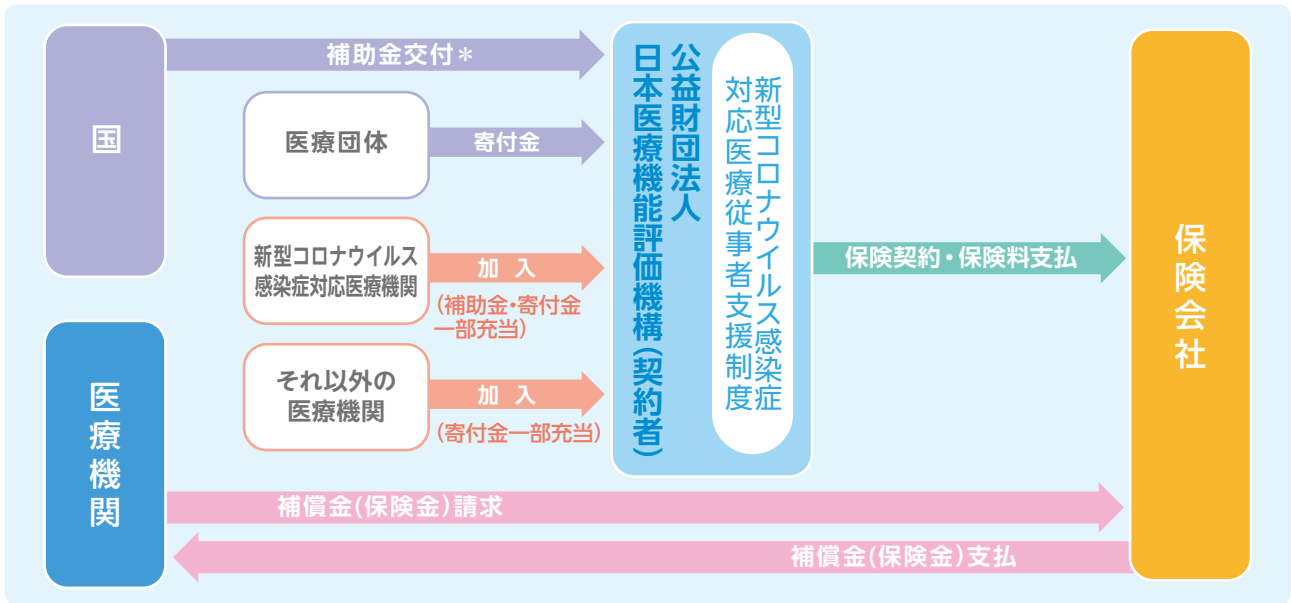 国
補助金交付＊
医療団体
寄付金
新型コロナウイルス
感染症対応医療機関
加 入
（補助金・寄付金
一部充当）
それ以外の
医療機関
加 入
（寄付金一部充当）
公益財団法人
日本医療機能評価機構（契約者）
新型コロナウイルス感染症
対応医療従事者支援制度
保険契約・保険料支払
保険会社
医療機関
補償金（保険金）請求
補償金（保険金）支払